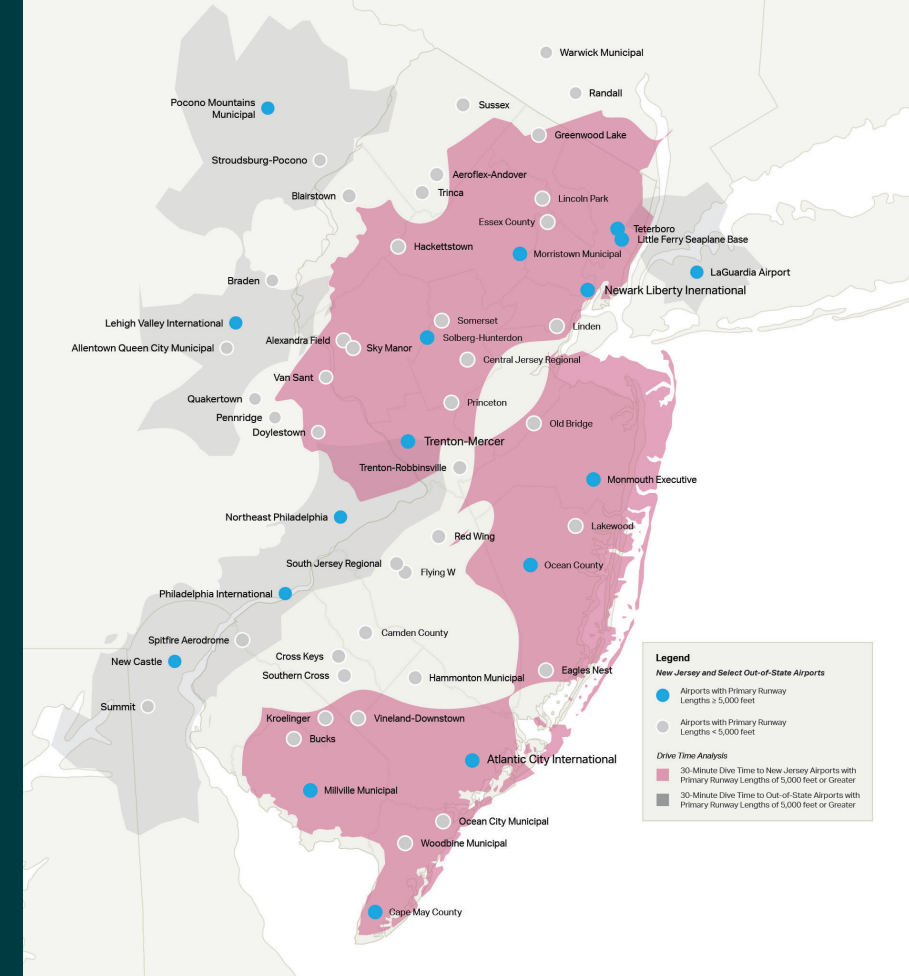 Warwick Municipal
Randall
Pocono Mountains
Municipal
Sussex
Greenwood Lake
Stroudsburg-Pocono
Aeroflex-Andover
Trinca
Blairstown
Lincoln Park
Essex County
Teterboro
Little Ferry Seaplane Base
Hackettstown
Morristown Municipal
LaGuardia Airport
Braden
Newark Liberty Inernational
Lehigh Valley International
Somerset
Linden
Solberg-Hunterdon
Alexandra Field
Sky Manor
Allentown Queen City Municipal
Central Jersey Regional
Van Sant
Quakertown
Princeton
Pennridge
Old Bridge
Doylestown
Trenton-Mercer
Trenton-Robbinsville
Monmouth Executive
Northeast Philadelphia
Lakewood
Red Wing
South Jersey Regional
Ocean County
Flying W
Philadelphia International
Camden County
Spitfire Aerodrome
Cross Keys
New Castle
Eagles Nest
Southern Cross
Hammonton Municipal
Summit
Kroelinger
Vineland-Downstown
Bucks
Atlantic City International
Millville Municipal
Ocean City Municipal
Woodbine Municipal
Cape May County
Legend
New Jersey and Select Out-of-State Airports
Airports with Primary Runway
Lengths ≥ 5,000 feet
Airports with Primary Runway
Lengths < 5,000 feet
Drive Time Analysis
30-Minute Dive Time to New Jersey Airports with
Primary Runway Lengths of 5,000 feet or Greater
30-Minute Dive Time to Out-of-State Airports with
Primary Runway Lengths of 5,000 feet or Greater